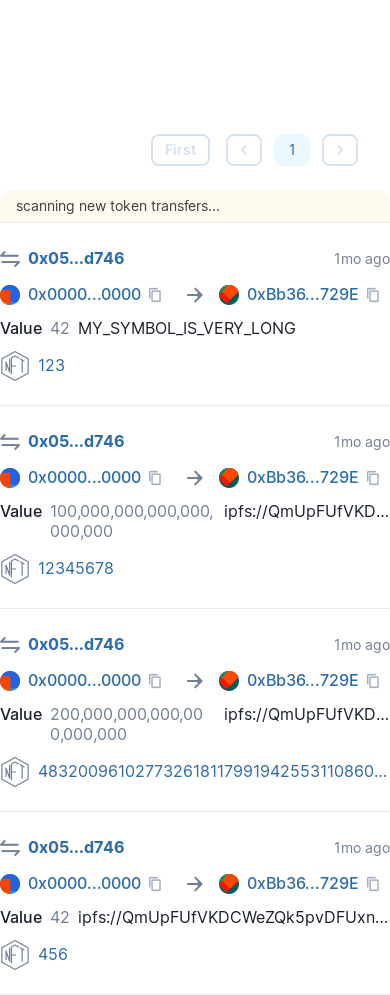 First 1
scanning new token transfers...
0x05...d746 1mo ago
0x0000...0000 0xBb36...729E
Value 42 MY_SYMBOL_IS_VERY_LONG
NFT 123
0x05...d746 1mo ago
0x0000...0000 0xBb36...729E
Value 100,000,000,000,000, ipfs://QmUpFUfVKD...
000,000
NFT 12345678
0x05...d746 1mo ago
0x0000...0000 0xBb36...729E
Value 200,000,000,000,00 ipfs://QmUpFUfVKD...
0,000,000
NFT 483200961027732618117991942553110860...
0x05...d746 1mo ago
0x0000...0000 0xBb36...729E
Value 42 ipfs://QmUpFUfVKDCWeZQk5pvDFUxn...
NFT 456